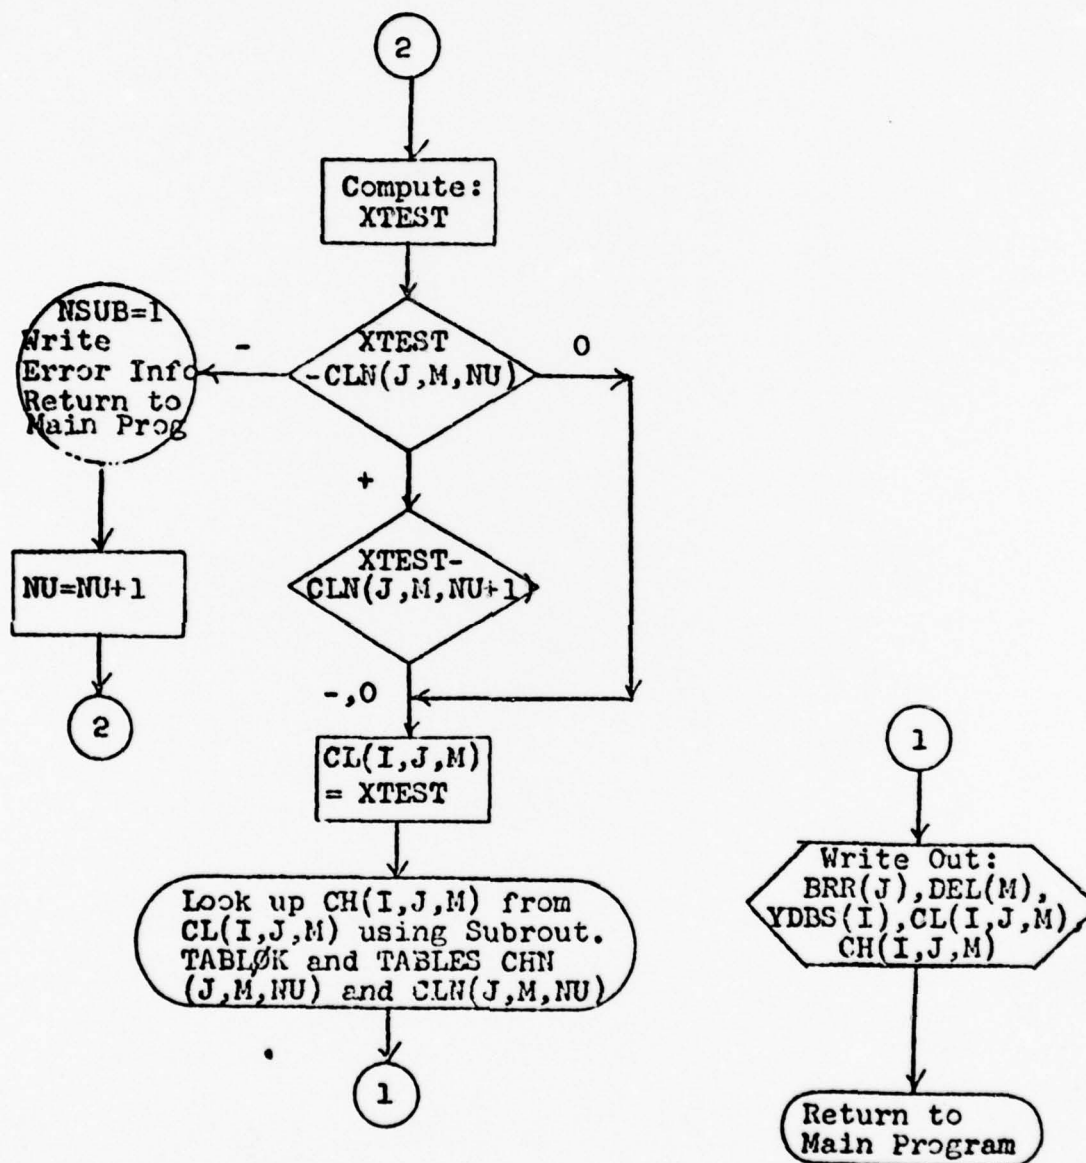 2
Compute:
XTEST
NSUB=1
Write
Error Info
Return to
Main Prog
-
XTEST
-CLN(J,M,NU)
0
+
NU=NU+1
2
XTEST-
CLN(J,M,NU+1)
-,0
CL(I,J,M)
= XTEST
Look up CH(I,J,M) from
CL(I,J,M) using Subrout.
TABLØK and TABLES CHN
(J,M,NU) and CLN(J,M,NU)
1
1
Write Out:
BRR(J),DEL(M),
YDBS(I),CL(I,J,M),
CH(I,J,M)
Return to
Main Program